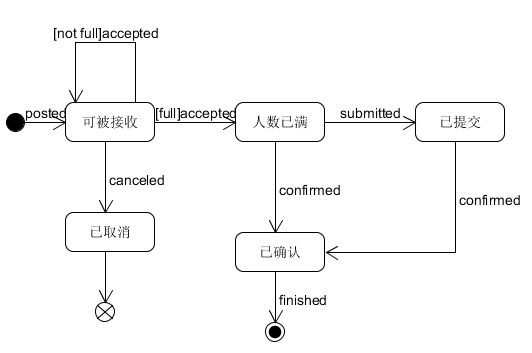 [not full]accepted
posted
可被接收
[full]accepted
人数已满
submitted
已提交
canceled
confirmed
confirmed
已取消
已确认
finished